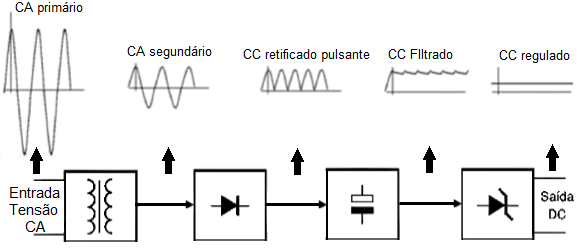 CA primário
CA segundário
CC retificado pulsante
CC FIltrado
CC regulado
Entrada
Tensão
CA
Saída
DC